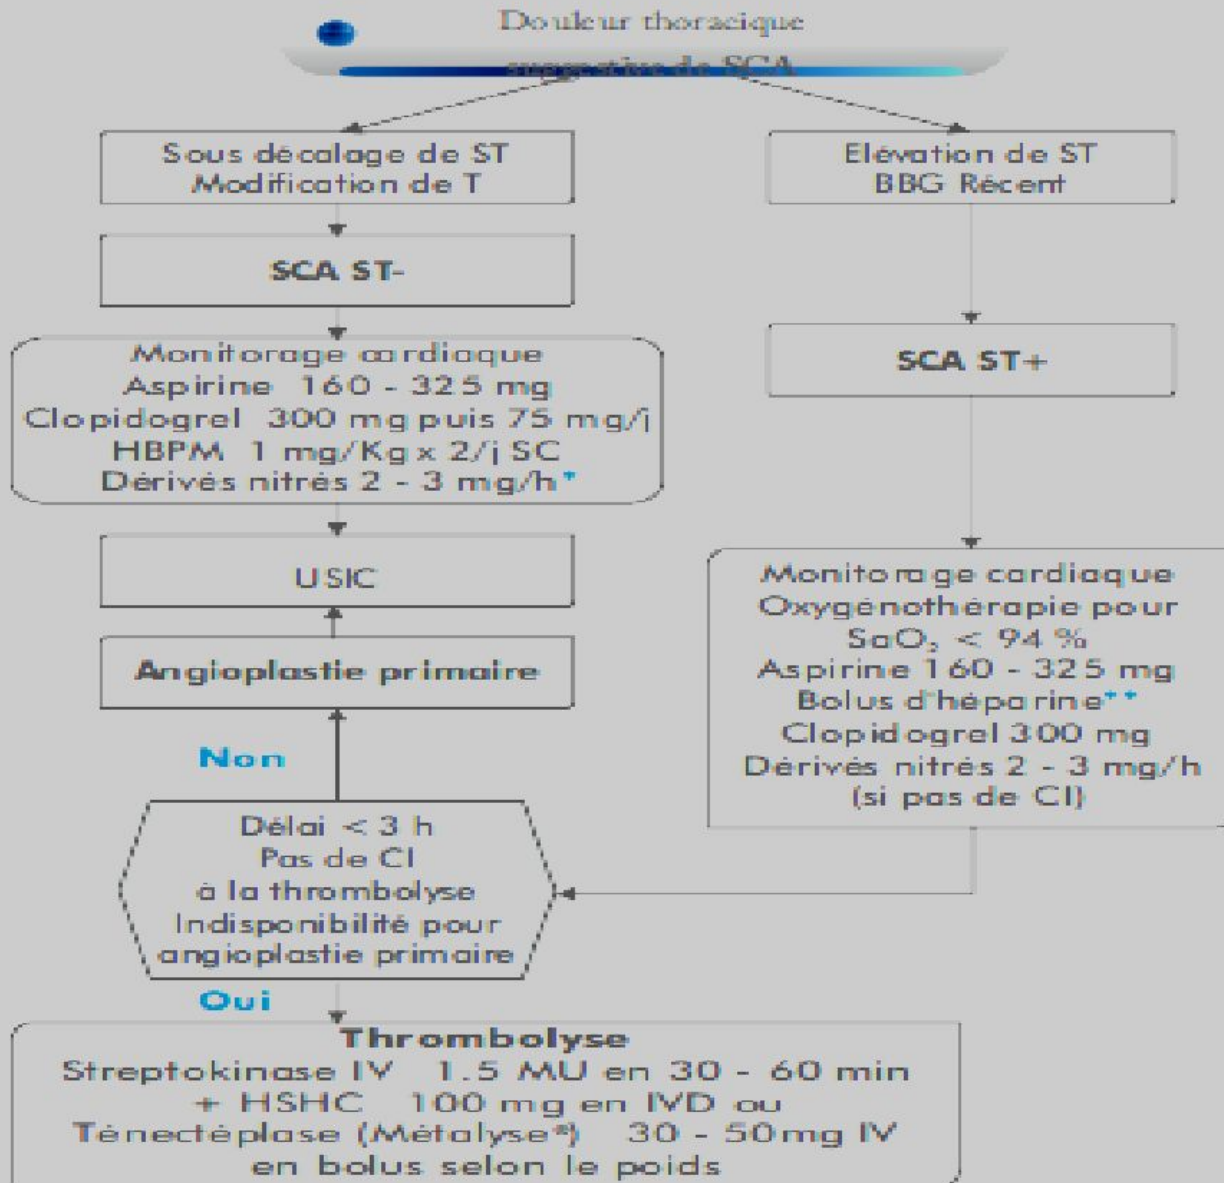 Douleur thoracique
suggestive de SCA
Sous décalage de ST
Modification de T
SCA ST-
Monitorage cardiaque
Aspirine 160 - 325 mg
Clopidogrel 300 mg puis 75 mg/j
HBPM 1 mg/Kg x 2/j SC
Dérivés nitrés 2 - 3 mg/h*
USIC
Angioplastie primaire
Non
Délai < 3 h
Pas de CI
à la thrombolyse
Indisponibilité pour
angioplastie primaire
Oui
Elévation de ST
BBG Récent
SCA ST+
Monitorage cardiaque
Oxygénothérapie pour
SaO₂ < 94 %
Aspirine 160 - 325 mg
Bolus d'héparine**
Clopidogrel 300 mg
Dérivés nitrés 2 - 3 mg/h
(si pas de CI)
Thrombolyse
Streptokinase IV 1.5 MU en 30 - 60 min
+ HSHC 100 mg en IVD ou
Ténectéplase (Métalyse®) 30 - 50mg IV
en bolus selon le poids